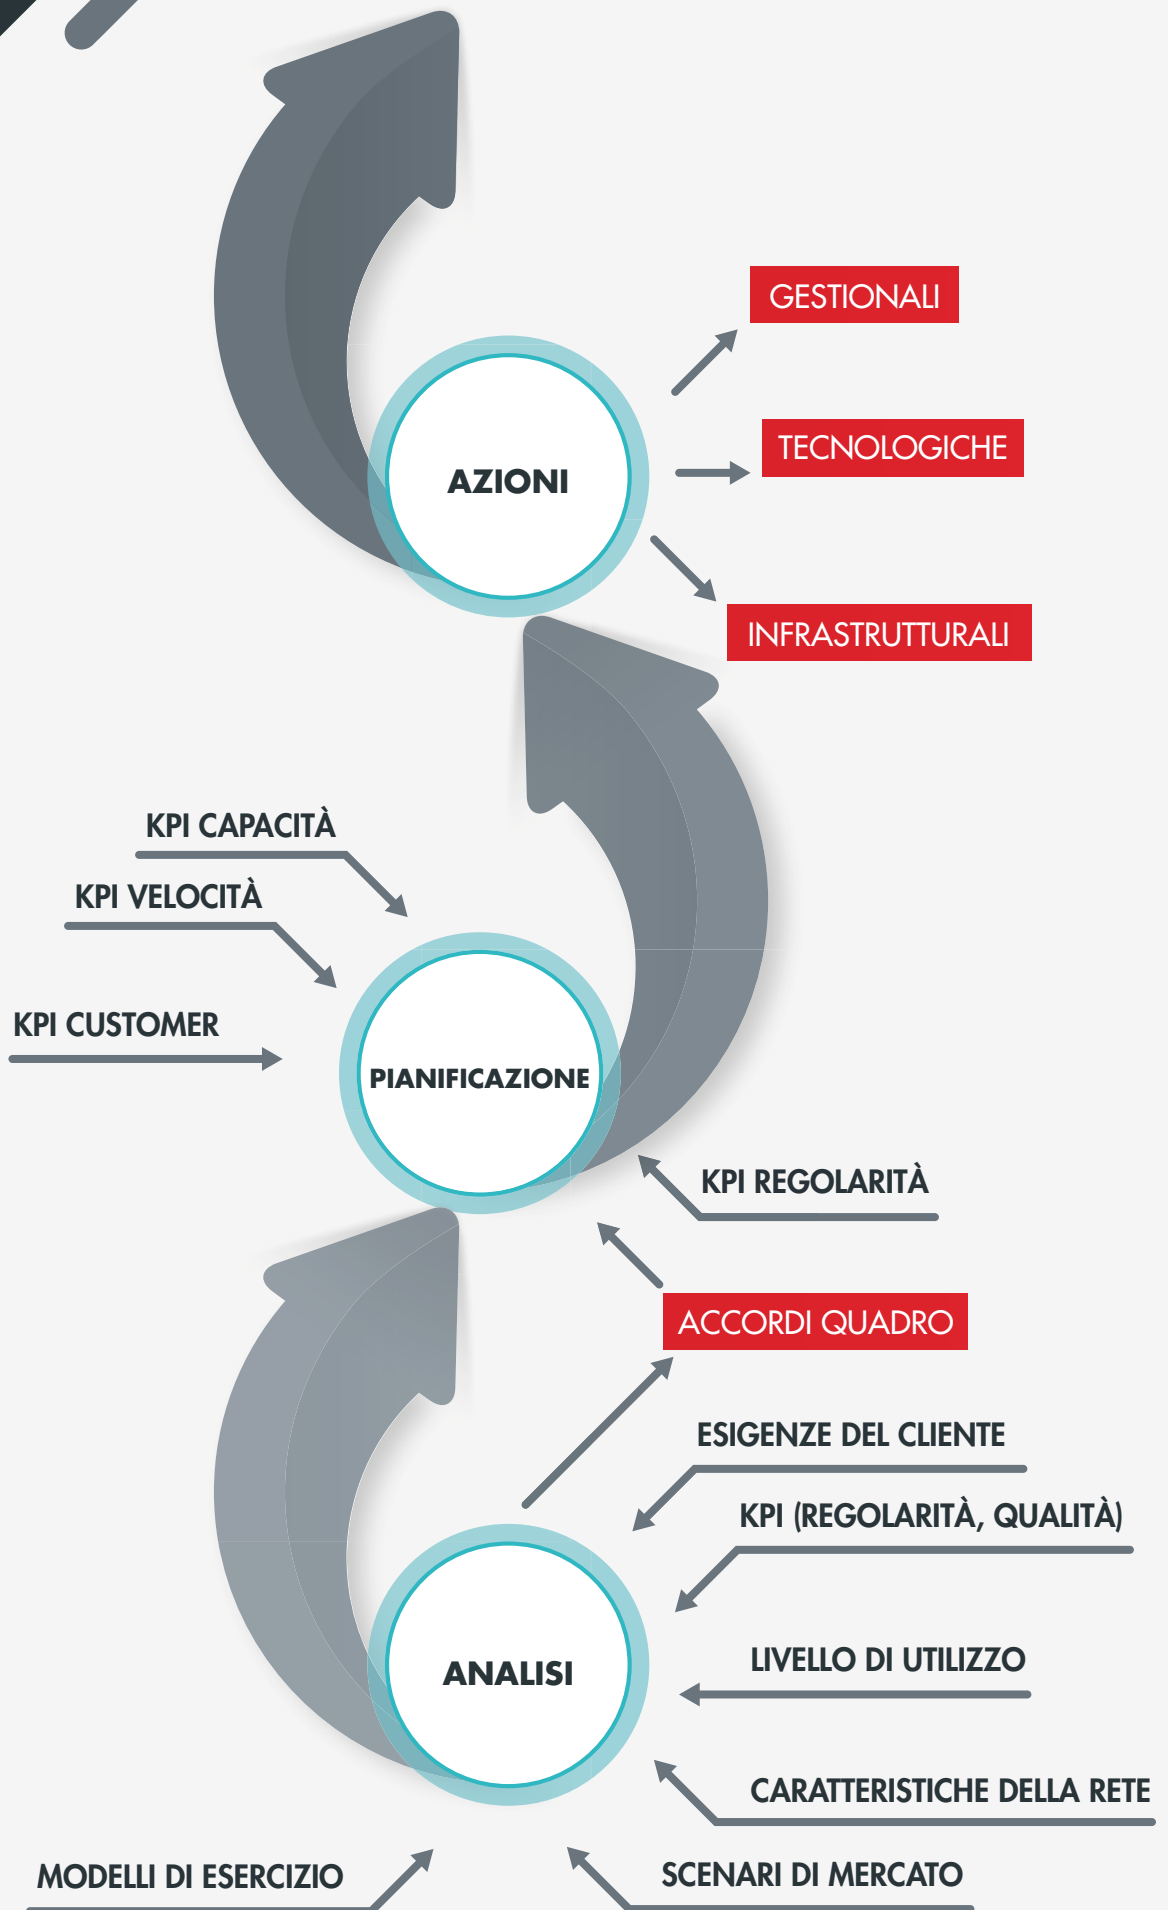 GESTIONALI
TECNOLOGICHE
AZIONI
INFRASTRUTTURALI
KPI CAPACITÀ
KPI VELOCITÀ
KPI CUSTOMER
PIANIFICAZIONE
KPI REGOLARITÀ
ACCORDI QUADRO
ESIGENZE DEL CLIENTE
KPI (REGOLARITÀ, QUALITÀ)
LIVELLO DI UTILIZZO
ANALISI
CARATTERISTICHE DELLA RETE
MODELLI DI ESERCIZIO
SCENARI DI MERCATO